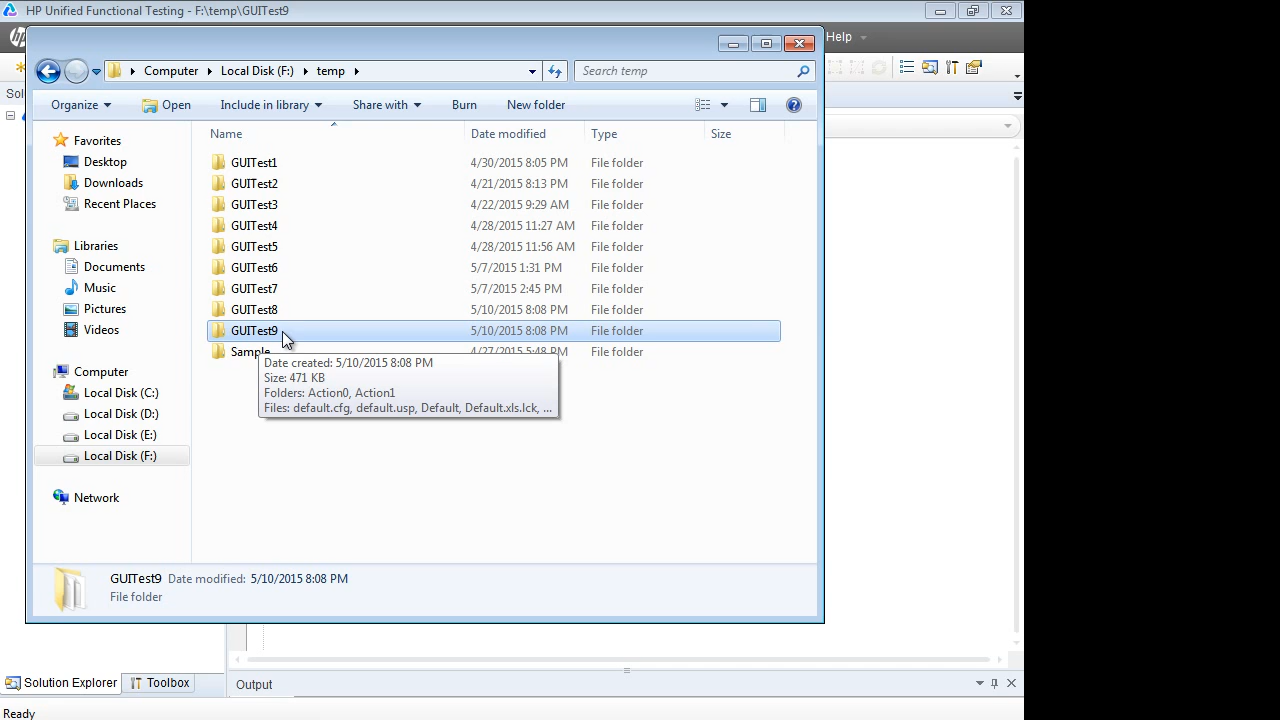 HP Unified Functional Testing - F:\temp\GUITest9
hp
Help
Computer
Local Disk (F:)
temp
Search temp
Sol
Organize
Open
Include in library
Share with
Burn
New folder
Name
Date modified
Type
Size
Favorites
Desktop
Downloads
Recent Places
Libraries
Documents
Music
Pictures
Videos
Computer
Local Disk (C:)
Local Disk (D:)
Local Disk (E:)
Local Disk (F:)
Network
GUITest1 4/30/2015 8:05 PM File folder
GUITest2 4/21/2015 8:13 PM File folder
GUITest3 4/22/2015 9:29 AM File folder
GUITest4 4/28/2015 11:27 AM File folder
GUITest5 4/28/2015 11:56 AM File folder
GUITest6 5/7/2015 1:31 PM File folder
GUITest7 5/7/2015 2:45 PM File folder
GUITest8 5/10/2015 8:08 PM File folder
GUITest9 5/10/2015 8:08 PM File folder
Sample 4/27/2015 5:48 PM File folder
Date created: 5/10/2015 8:08 PM
Size: 471 KB
Folders: Action0, Action1
Files: default.cfg, default.usp, Default, Default.xls.lck, ...
GUITest9 Date modified: 5/10/2015 8:08 PM
File folder
Solution Explorer
Toolbox
Output
Ready